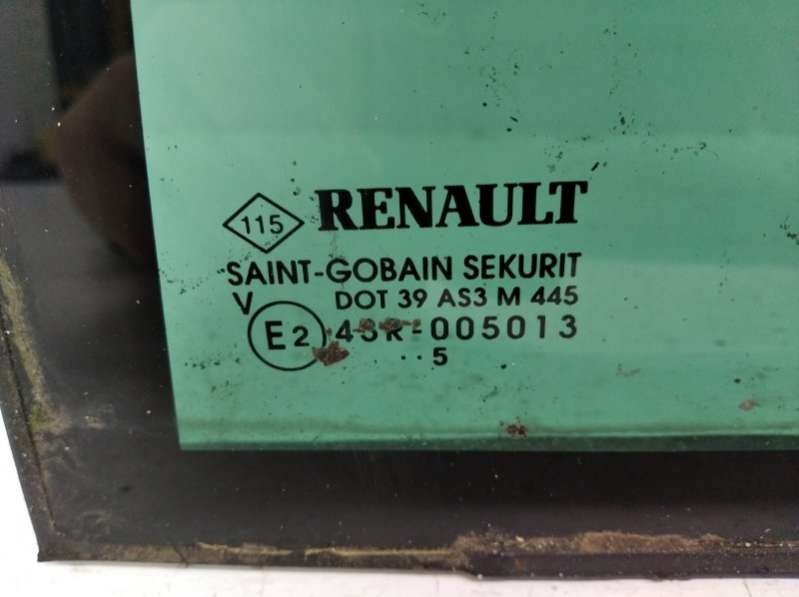 115 RENAULT
SAINT-GOBAIN SEKURIT
V DOT 39 AS3 M 445
E2 43R-005013
··5